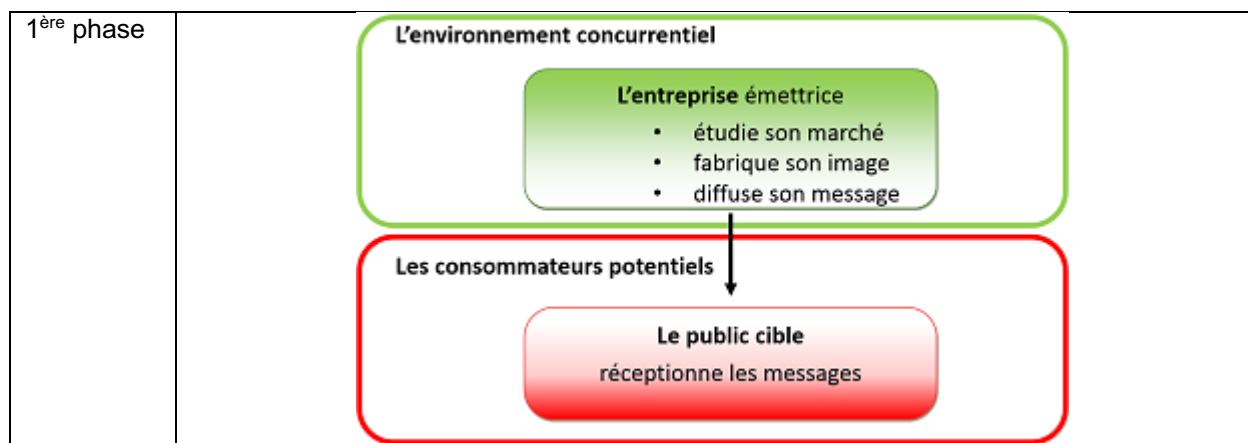 1ère phase
L'environnement concurrentiel
L'entreprise émettrice
• étudie son marché
• fabrique son image
• diffuse son message
Les consommateurs potentiels
Le public cible
réceptionne les messages